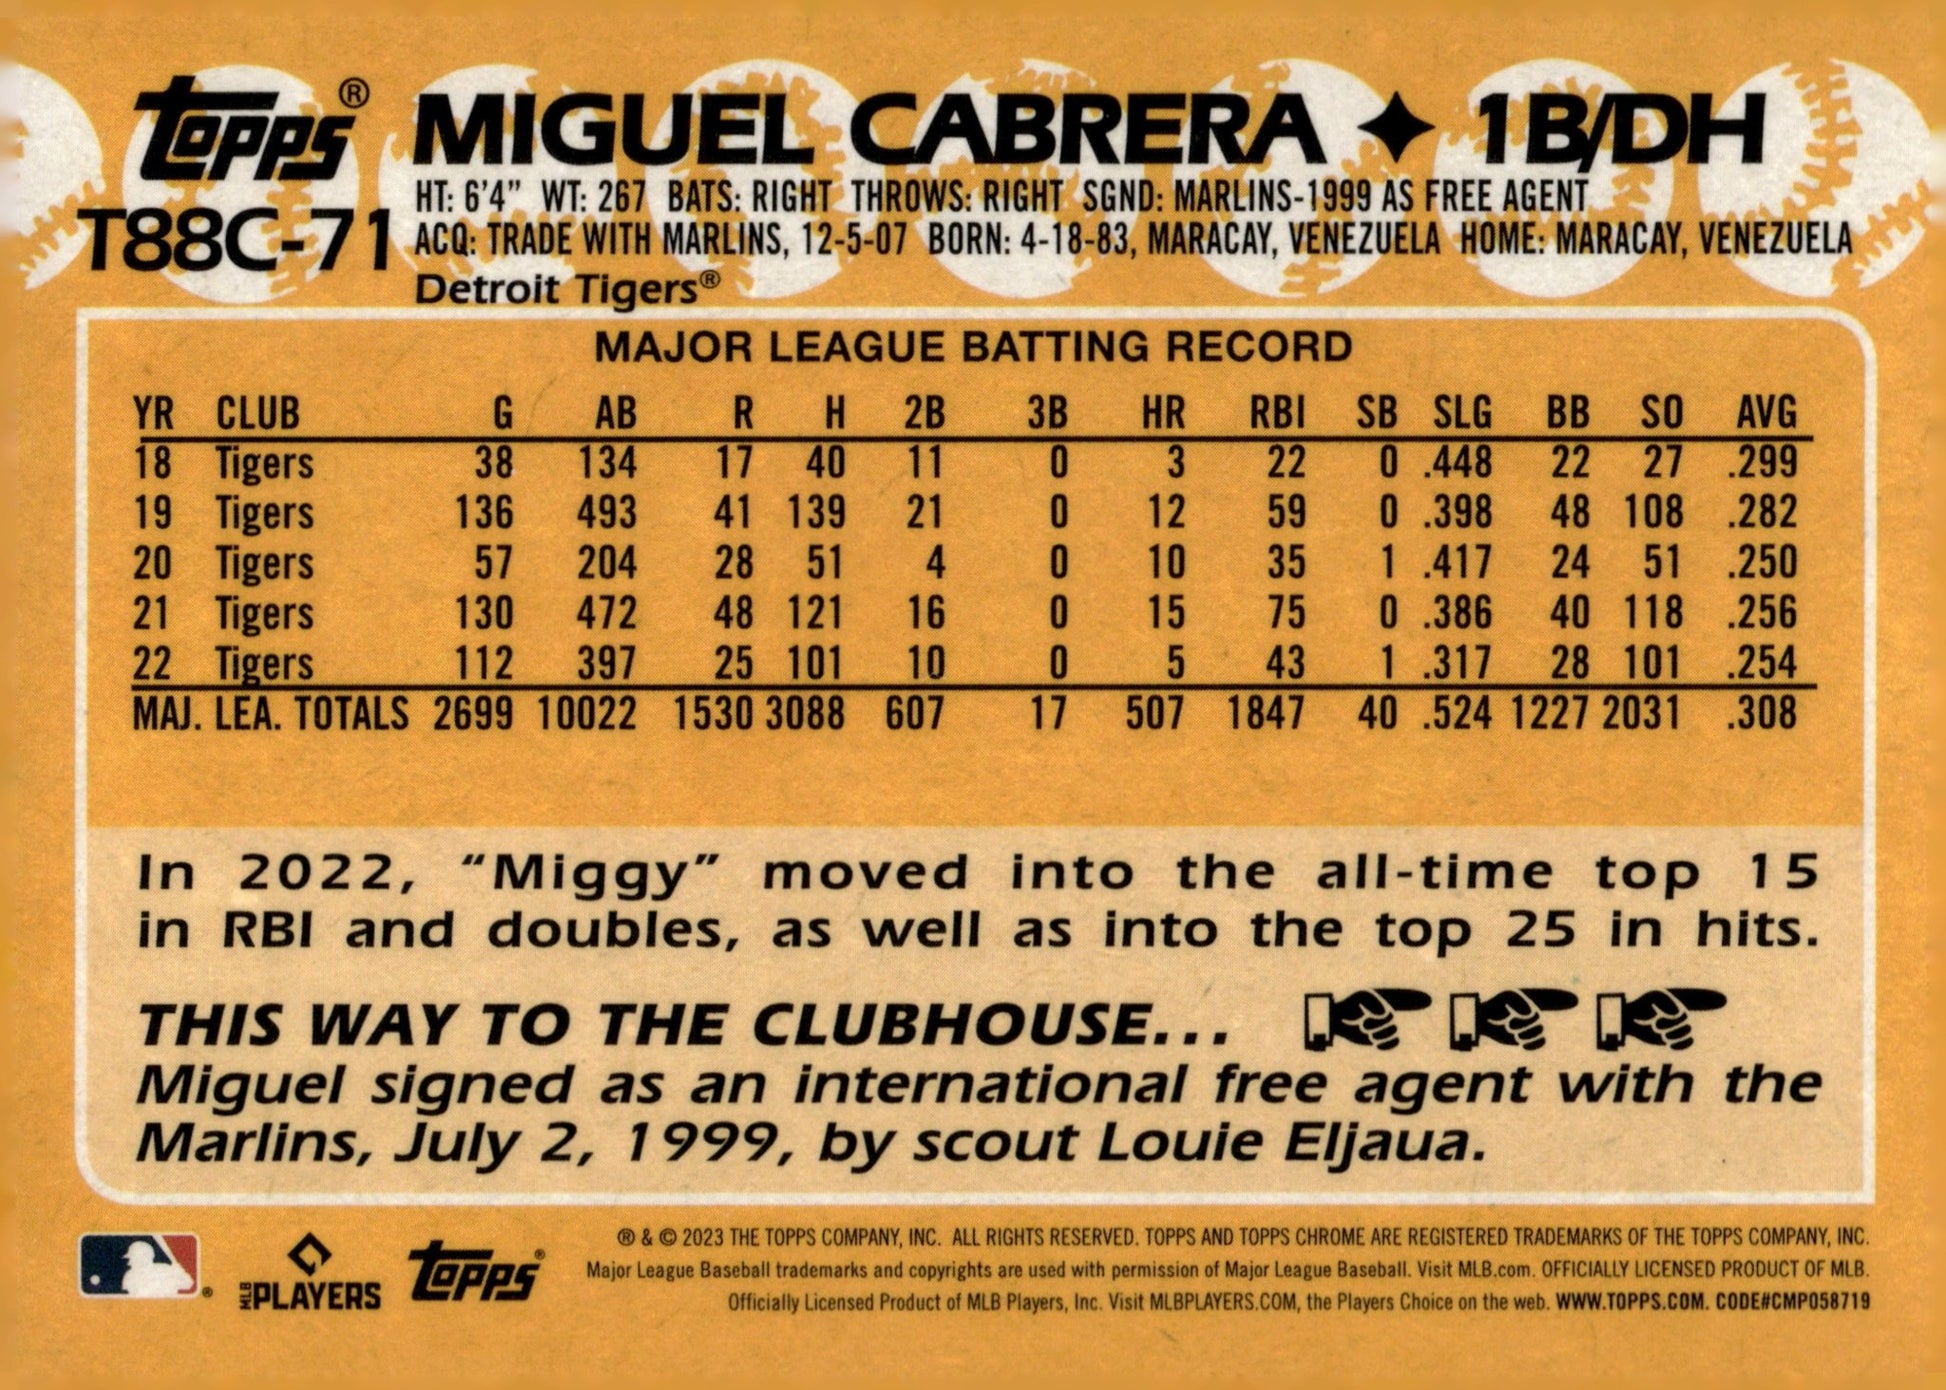 Topps® MIGUEL CABRERA ✦ 1B/DH
T88C-71
HT: 6'4" WT: 267 BATS: RIGHT THROWS: RIGHT SGND: MARLINS-1999 AS FREE AGENT
ACQ: TRADE WITH MARLINS, 12-5-07 BORN: 4-18-83, MARACAY, VENEZUELA HOME: MARACAY, VENEZUELA
Detroit Tigers®
MAJOR LEAGUE BATTING RECORD
YR CLUB G AB R H 2B 3B HR RBI SB SLG BB SO AVG
18 Tigers 38 134 17 40 11 0 3 22 0 .448 22 27 .299
19 Tigers 136 493 41 139 21 0 12 59 0 .398 48 108 .282
20 Tigers 57 204 28 51 4 0 10 35 1 .417 24 51 .250
21 Tigers 130 472 48 121 16 0 15 75 0 .386 40 118 .256
22 Tigers 112 397 25 101 10 0 5 43 1 .317 28 101 .254
MAJ. LEA. TOTALS 2699 10022 1530 3088 607 17 507 1847 40 .524 1227 2031 .308
In 2022, “Miggy” moved into the all-time top 15
in RBI and doubles, as well as into the top 25 in hits.
THIS WAY TO THE CLUBHOUSE...
Miguel signed as an international free agent with the
Marlins, July 2, 1999, by scout Louie Eljaua.
® & © 2023 THE TOPPS COMPANY, INC. ALL RIGHTS RESERVED. TOPPS AND TOPPS CHROME ARE REGISTERED TRADEMARKS OF THE TOPPS COMPANY, INC.
Major League Baseball trademarks and copyrights are used with permission of Major League Baseball. Visit MLB.com. OFFICIALLY LICENSED PRODUCT OF MLB.
Officially Licensed Product of MLB Players, Inc. Visit MLBPLAYERS.COM, the Players Choice on the web. WWW.TOPPS.COM. CODE#CMP058719
MLB PLAYERS Topps®